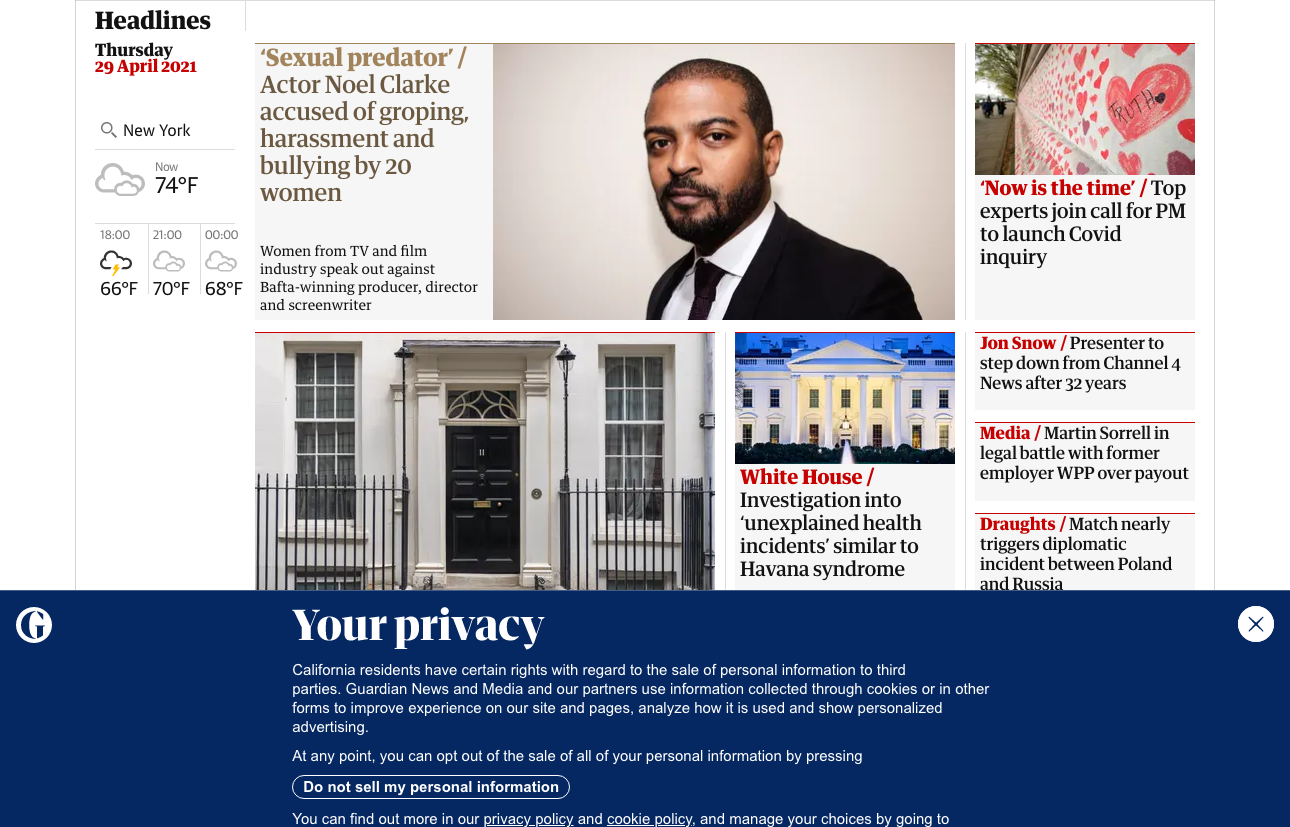 Headlines
Thursday
29 April 2021
New York
Now
74°F
18:00
21:00
00:00
66°F
70°F
68°F
‘Sexual predator’ /
Actor Noel Clarke
accused of groping,
harassment and
bullying by 20
women
Women from TV and film
industry speak out against
Bafta-winning producer, director
and screenwriter
TRUTH
‘Now is the time’ / Top
experts join call for PM
to launch Covid
inquiry
11
White House /
Investigation into
‘unexplained health
incidents’ similar to
Havana syndrome
Jon Snow / Presenter to
step down from Channel 4
News after 32 years
Media / Martin Sorrell in
legal battle with former
employer WPP over payout
Draughts / Match nearly
triggers diplomatic
incident between Poland
and Russia
G
Your privacy
California residents have certain rights with regard to the sale of personal information to third
parties. Guardian News and Media and our partners use information collected through cookies or in other
forms to improve experience on our site and pages, analyze how it is used and show personalized
advertising.
At any point, you can opt out of the sale of all of your personal information by pressing
Do not sell my personal information
You can find out more in our privacy policy and cookie policy, and manage your choices by going to